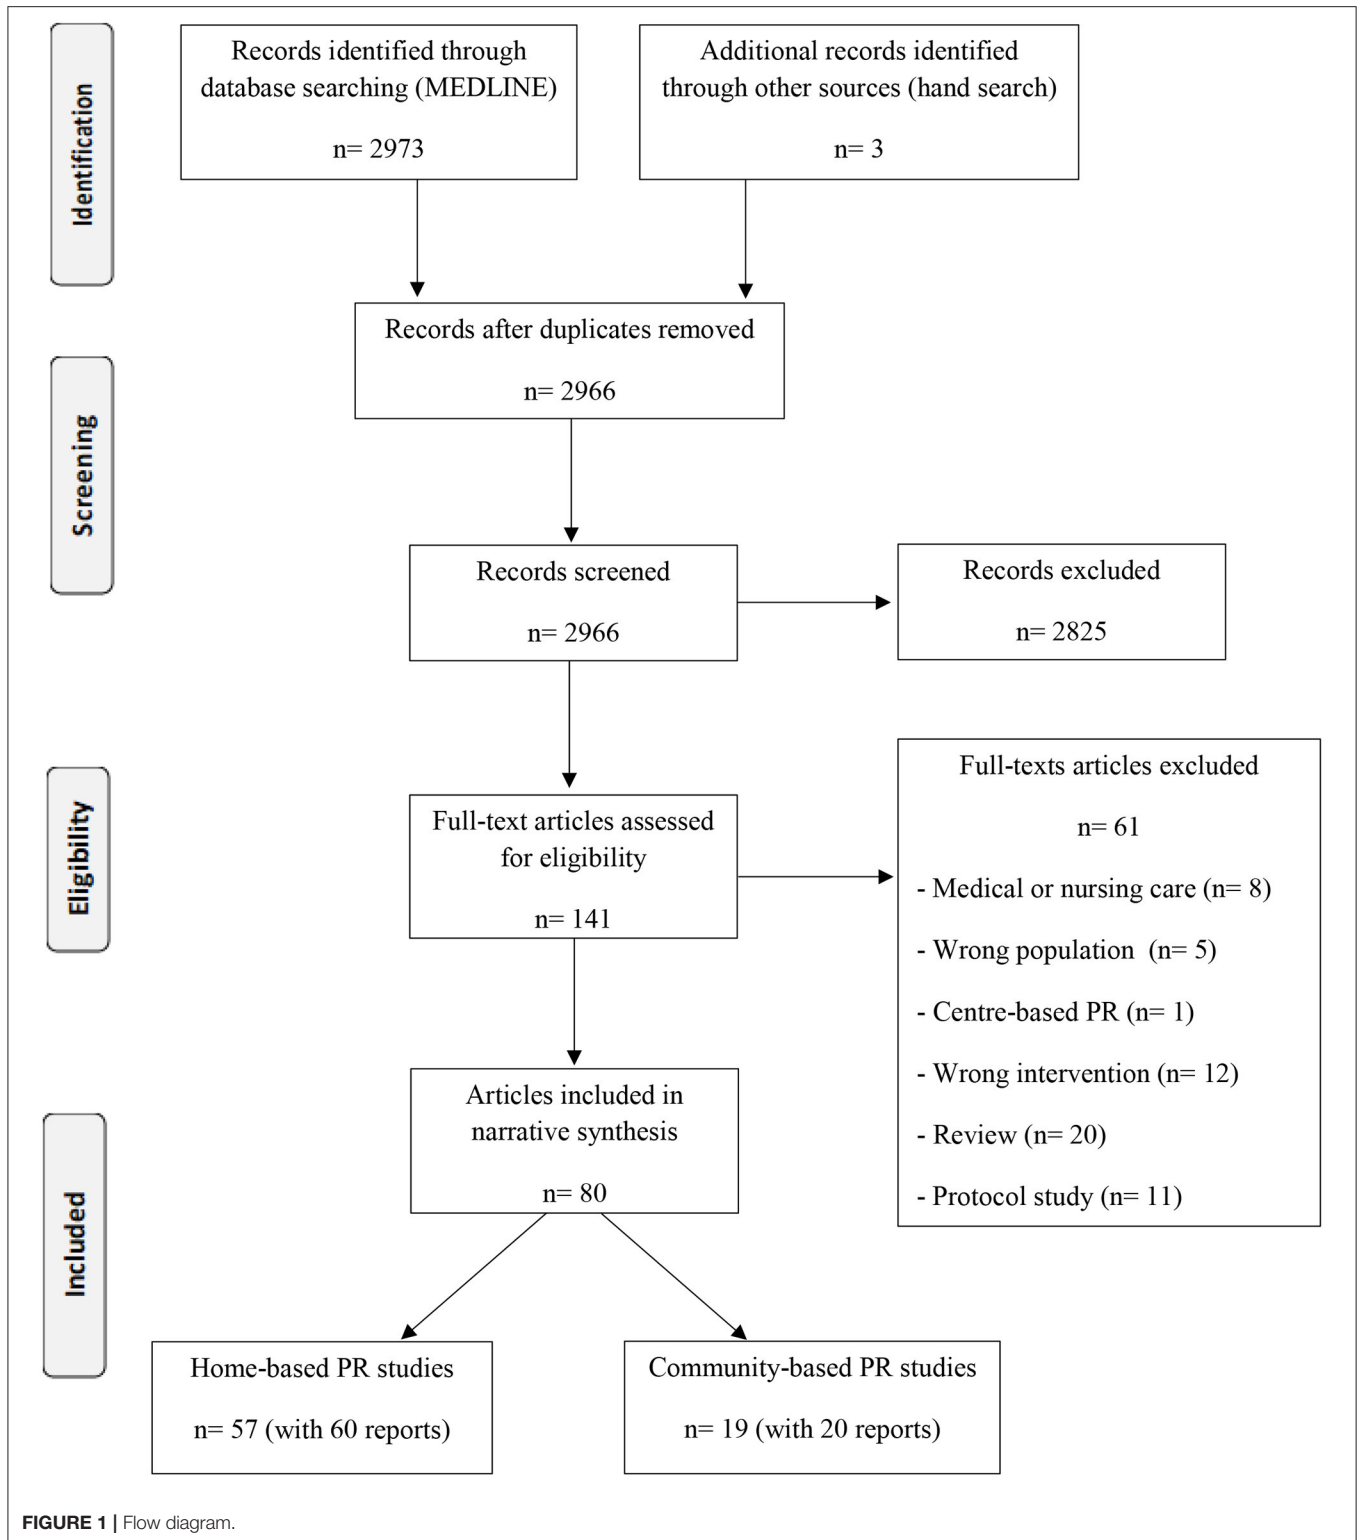 Identification
Records identified through
database searching (MEDLINE)
n= 2973
Additional records identified
through other sources (hand search)
n= 3
Records after duplicates removed
n= 2966
Screening
Records screened
n= 2966
Records excluded
n= 2825
Eligibility
Full-text articles assessed
for eligibility
n= 141
Full-texts articles excluded
n= 61
- Medical or nursing care (n= 8)
- Wrong population (n= 5)
- Centre-based PR (n= 1)
- Wrong intervention (n= 12)
- Review (n= 20)
- Protocol study (n= 11)
Included
Articles included in
narrative synthesis
n= 80
Home-based PR studies
n= 57 (with 60 reports)
Community-based PR studies
n= 19 (with 20 reports)
FIGURE 1 | Flow diagram.